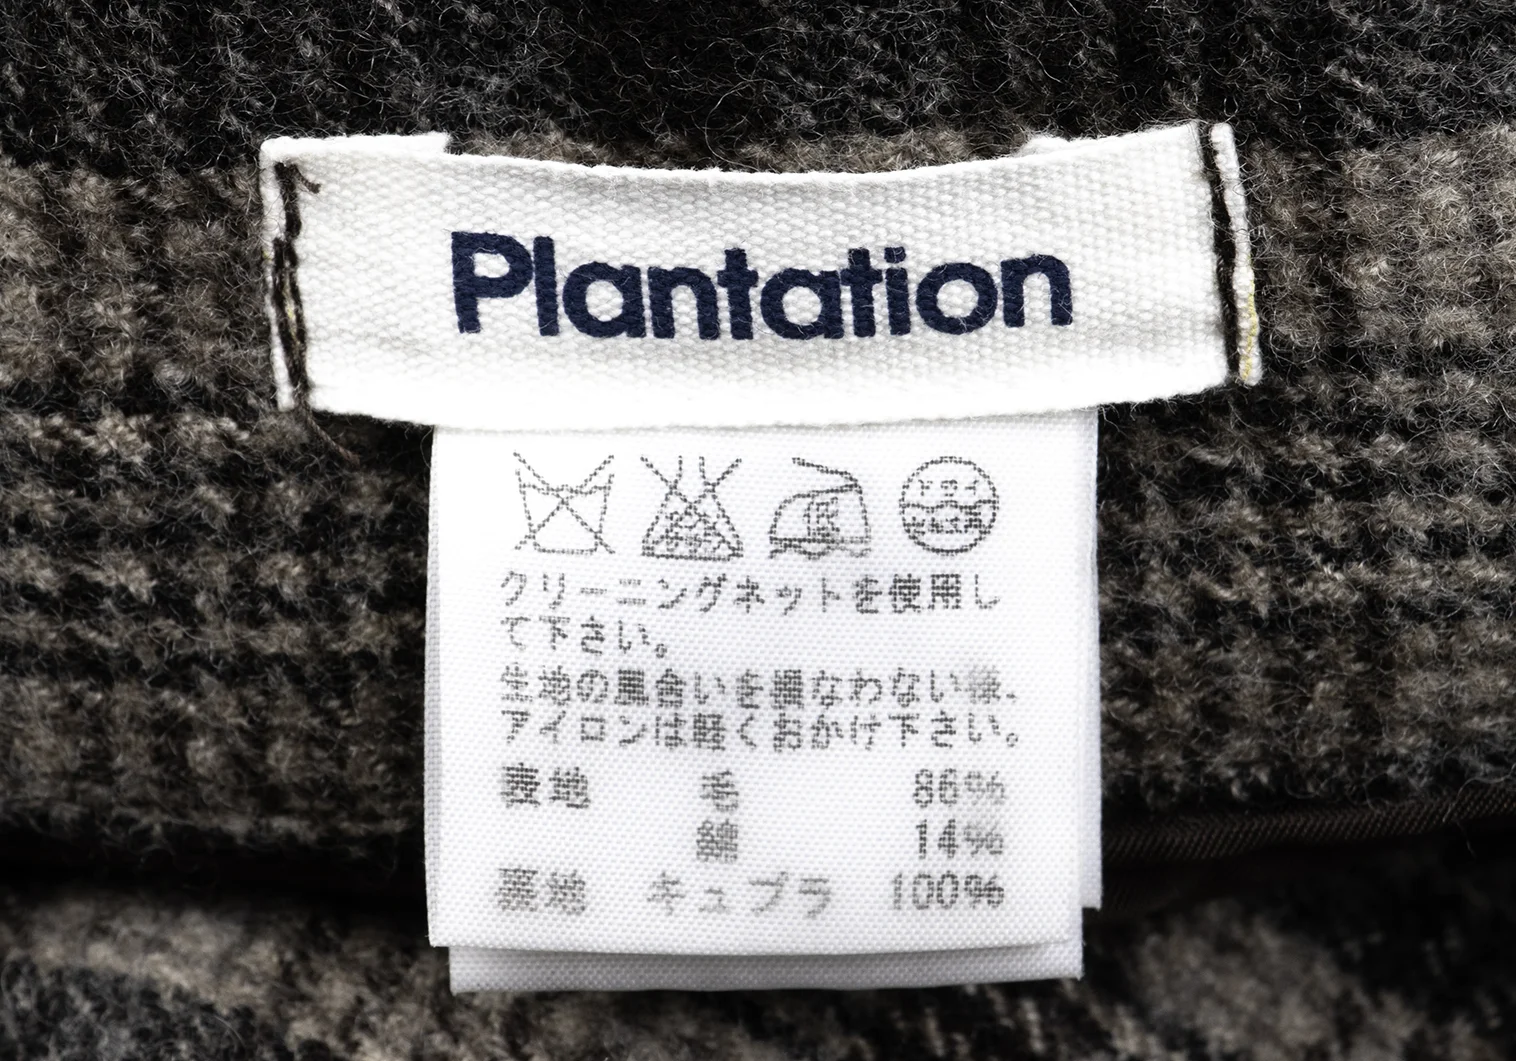 Plantation
クリーニングネットを使用し
て下さい。
生地の風合いを損なわない様、
アイロンは軽くおかけ下さい。
表地 毛 86%
綿 14%
裏地 キュプラ 100%